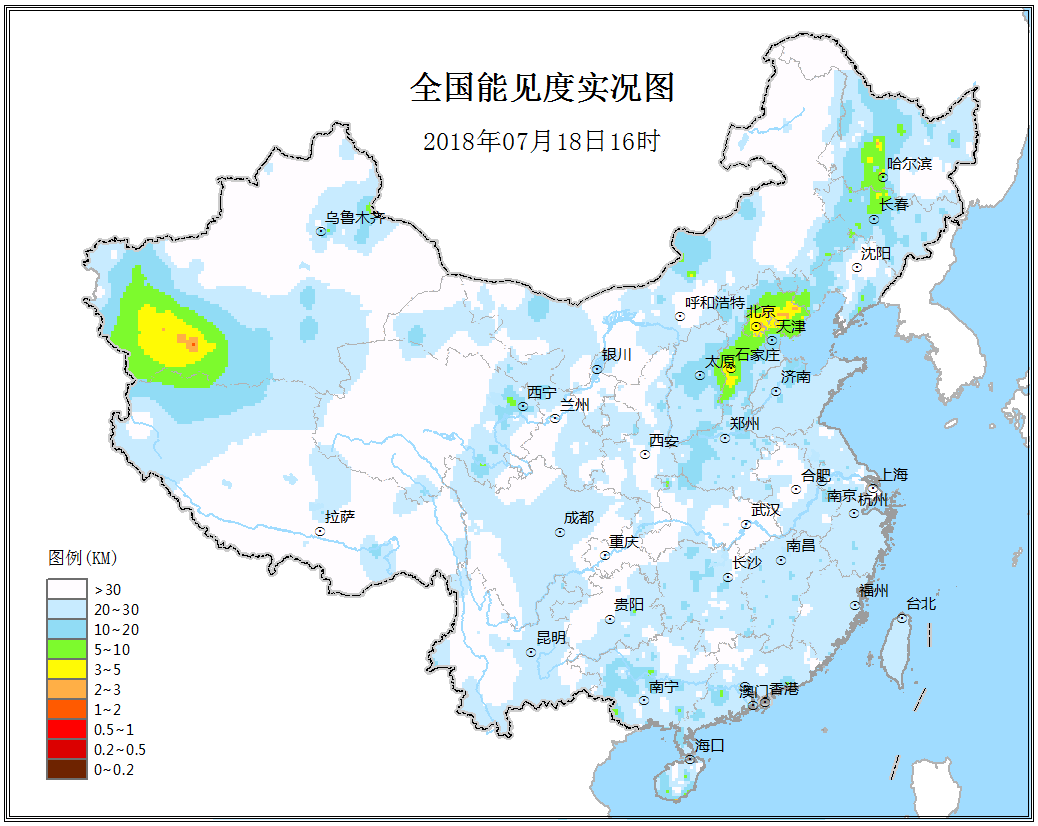 全国能见度实况图
2018年07月18日16时
哈尔滨
长春
乌鲁木齐
沈阳
呼和浩特
北京
天津
银川
太原
石家庄
济南
西宁
兰州
郑州
西安
合肥
上海
南京
杭州
拉萨
成都
武汉
重庆
南昌
长沙
福州
台北
贵阳
昆明
南宁
澳门
香港
海口
图例(KM)
>30
20~30
10~20
5~10
3~5
2~3
1~2
0.5~1
0.2~0.5
0~0.2